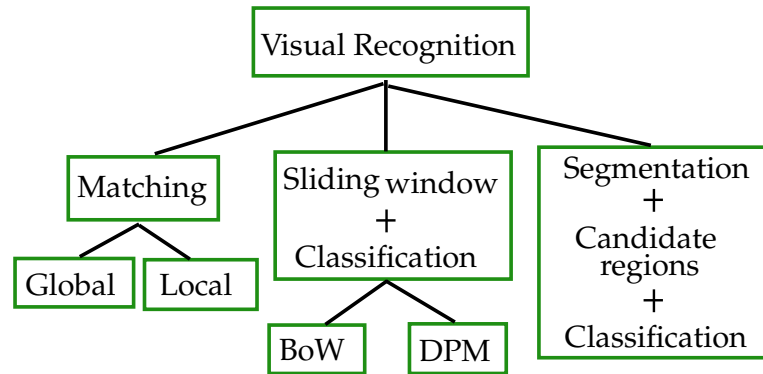 Visual Recognition
Matching
Global
Local
Sliding window
+
Classification
BoW
DPM
Segmentation
+
Candidate
regions
+
Classification